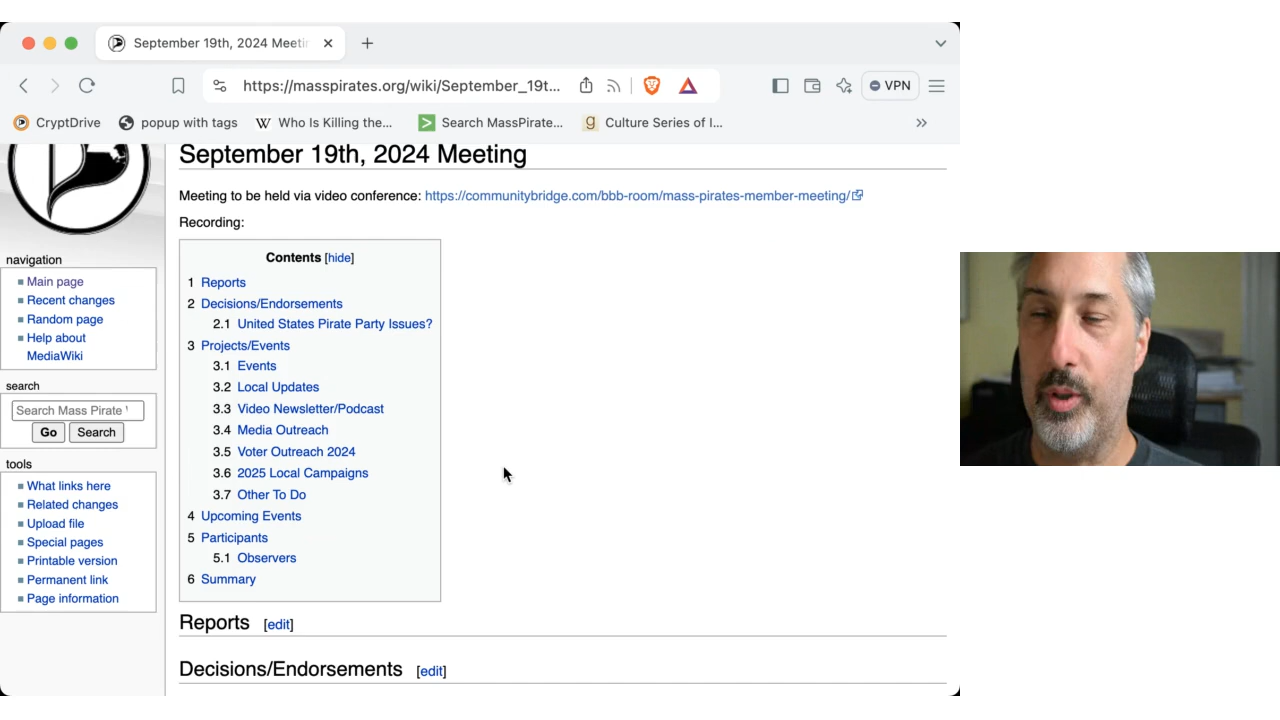 September 19th, 2024 Meetin
https://masspirates.org/wiki/September_19t...
VPN
CryptDrive
popup with tags
Who Is Killing the...
Search MassPirate...
Culture Series of I...
September 19th, 2024 Meeting
Meeting to be held via video conference: https://communitybridge.com/bbb-room/mass-pirates-member-meeting/
Recording:
Contents [hide]
1 Reports
2 Decisions/Endorsements
2.1 United States Pirate Party Issues?
3 Projects/Events
3.1 Events
3.2 Local Updates
3.3 Video Newsletter/Podcast
3.4 Media Outreach
3.5 Voter Outreach 2024
3.6 2025 Local Campaigns
3.7 Other To Do
4 Upcoming Events
5 Participants
5.1 Observers
6 Summary
Reports [edit]
Decisions/Endorsements [edit]
navigation
Main page
Recent changes
Random page
Help about
MediaWiki
search
Search Mass Pirate
Go Search
tools
What links here
Related changes
Upload file
Special pages
Printable version
Permanent link
Page information